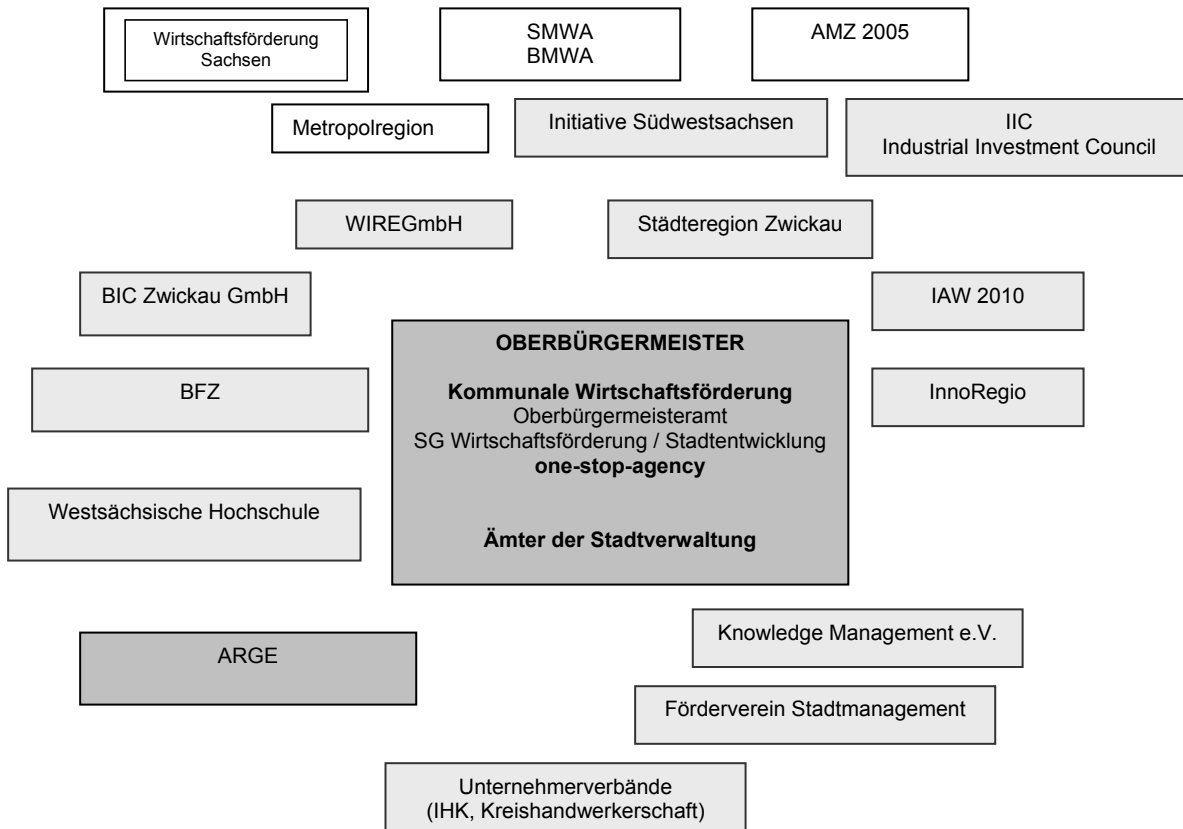 Wirtschaftsförderung
Sachsen
SMWA
BMWA
AMZ 2005
Metropolregion
Initiative Südwestsachsen
IIC
Industrial Investment Council
WIREGmbH
Städteregion Zwickau
BIC Zwickau GmbH
IAW 2010
OBERBÜRGERMEISTER
Kommunale Wirtschaftsförderung
Oberbürgermeisteramt
SG Wirtschaftsförderung / Stadtentwicklung
one-stop-agency
Ämter der Stadtverwaltung
BFZ
InnoRegio
Westsächsische Hochschule
Knowledge Management e.V.
ARGE
Förderverein Stadtmanagement
Unternehmerverbände
(IHK, Kreishandwerkerschaft)